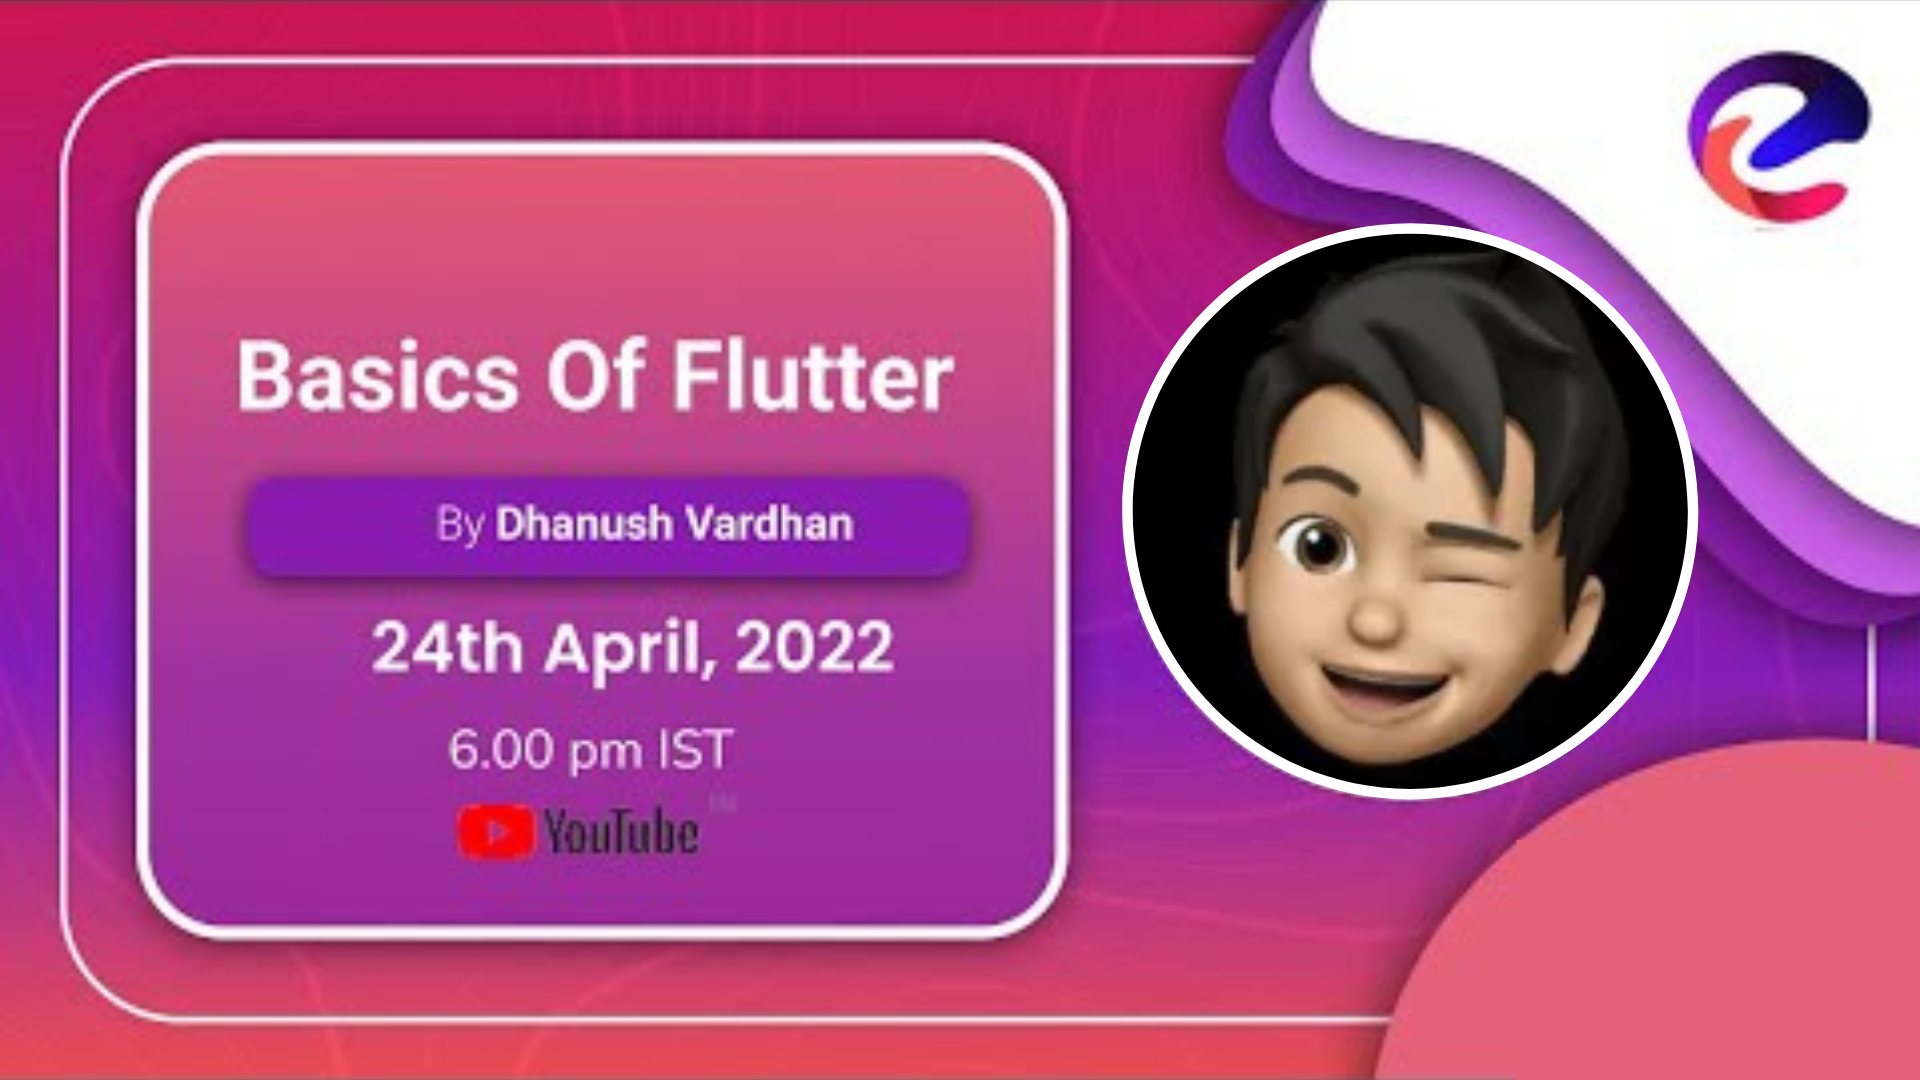 Basics Of Flutter
By Dhanush Vardhan
24th April, 2022
6.00 pm IST
YouTube